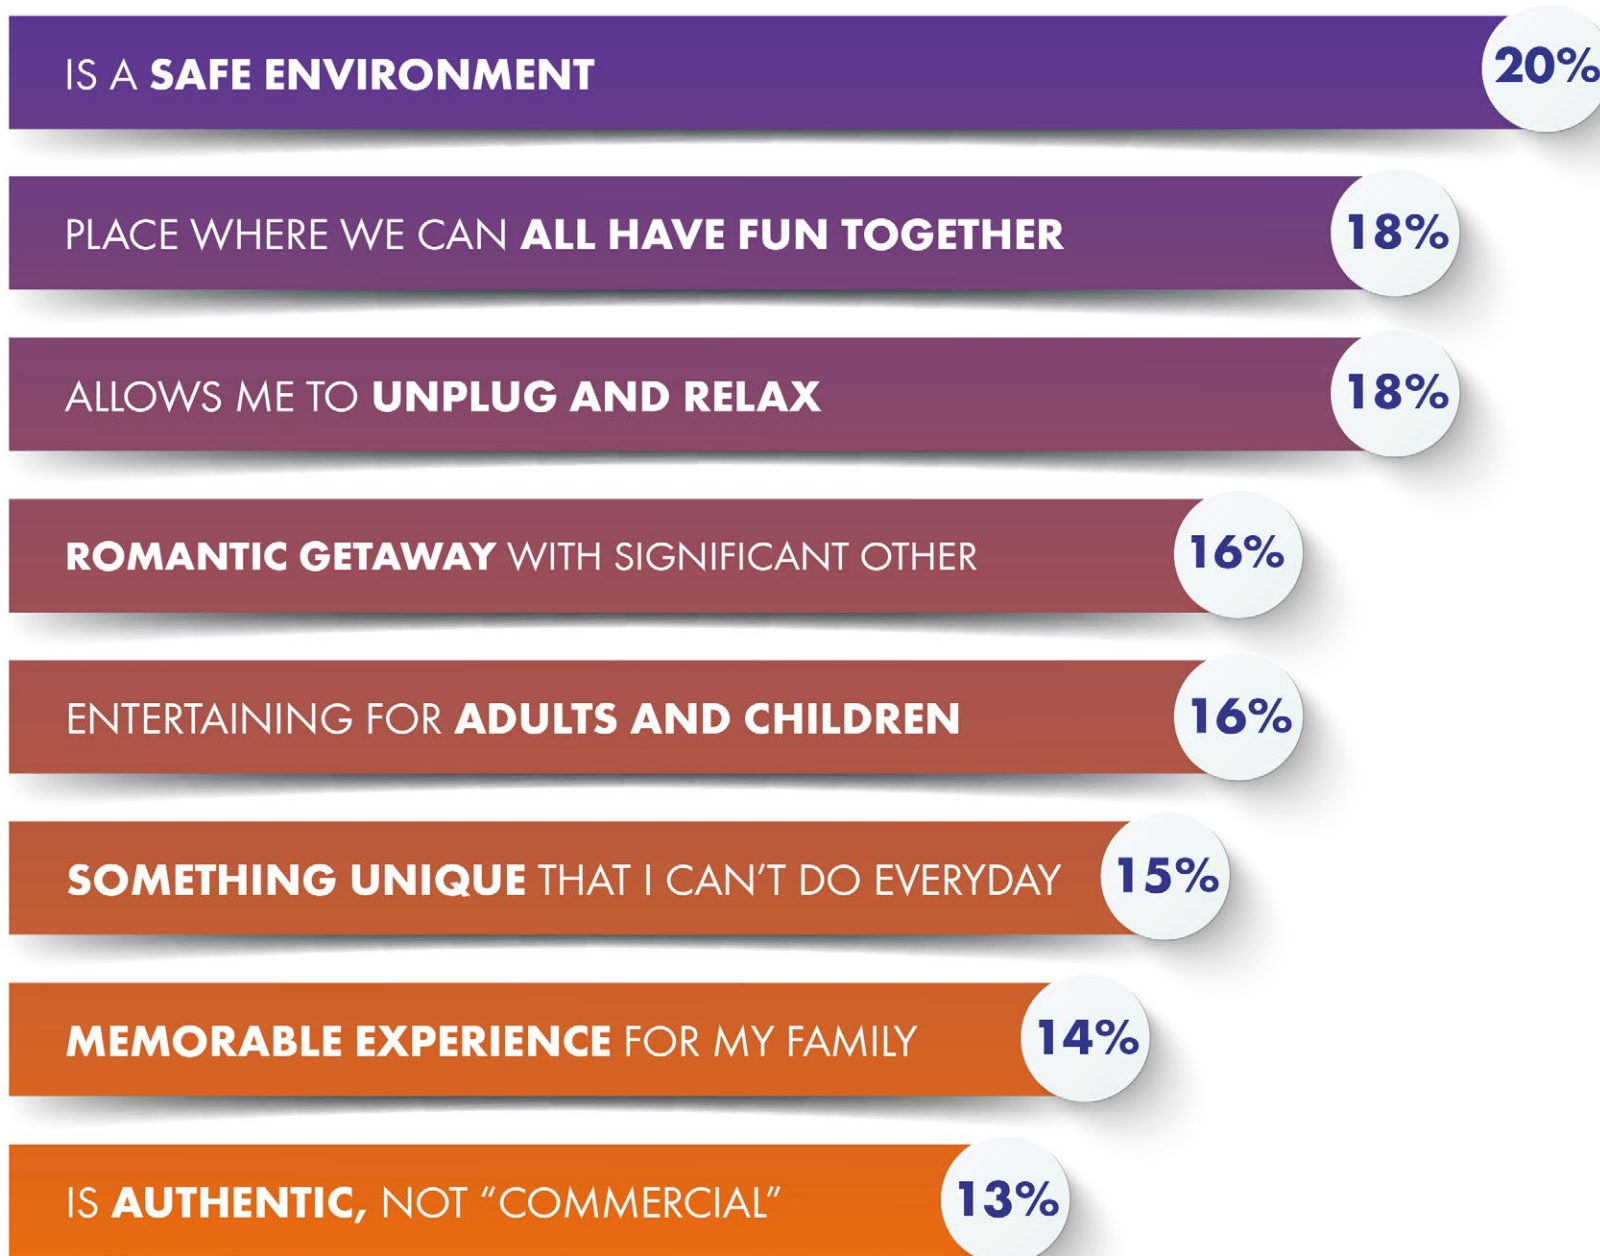 IS A SAFE ENVIRONMENT 20%
PLACE WHERE WE CAN ALL HAVE FUN TOGETHER 18%
ALLOWS ME TO UNPLUG AND RELAX 18%
ROMANTIC GETAWAY WITH SIGNIFICANT OTHER 16%
ENTERTAINING FOR ADULTS AND CHILDREN 16%
SOMETHING UNIQUE THAT I CAN'T DO EVERYDAY 15%
MEMORABLE EXPERIENCE FOR MY FAMILY 14%
IS AUTHENTIC, NOT “COMMERCIAL” 13%